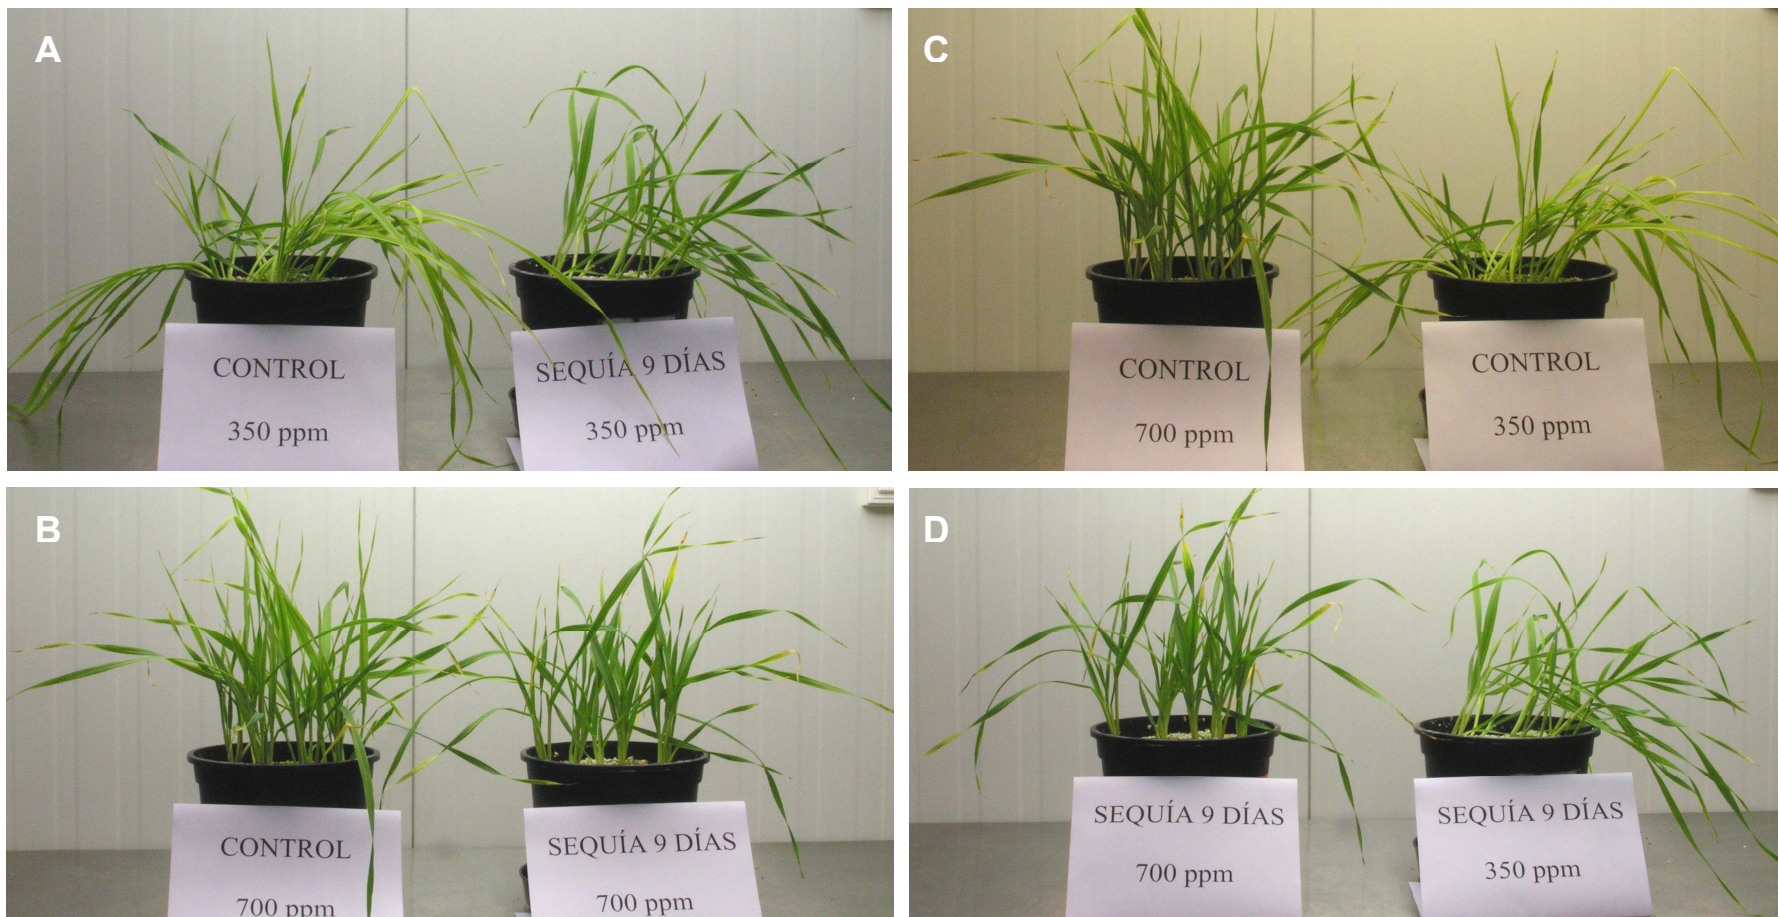 A
CONTROL
350 ppm
SEQUÍA 9 DÍAS
350 ppm
C
CONTROL
700 ppm
CONTROL
350 ppm
B
CONTROL
700 ppm
SEQUÍA 9 DÍAS
700 ppm
D
SEQUÍA 9 DÍAS
700 ppm
SEQUÍA 9 DÍAS
350 ppm